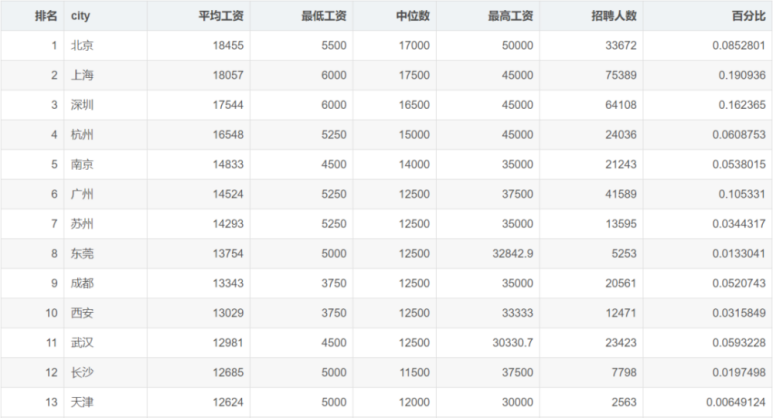 排名 city 平均工资 最低工资 中位数 最高工资 招聘人数 百分比
1 北京 18455 5500 17000 50000 33672 0.0852801
2 上海 18057 6000 17500 45000 75389 0.190936
3 深圳 17544 6000 16500 45000 64108 0.162365
4 杭州 16548 5250 15000 45000 24036 0.0608753
5 南京 14833 4500 14000 35000 21243 0.0538015
6 广州 14524 5250 12500 37500 41589 0.105331
7 苏州 14293 5250 12500 35000 13595 0.0344317
8 东莞 13754 5000 12500 32842.9 5253 0.0133041
9 成都 13343 3750 12500 35000 20561 0.0520743
10 西安 13029 3750 12500 33333 12471 0.0315849
11 武汉 12981 4500 12500 30330.7 23423 0.0593228
12 长沙 12685 5000 11500 37500 7798 0.0197498
13 天津 12624 5000 12000 30000 2563 0.00649124